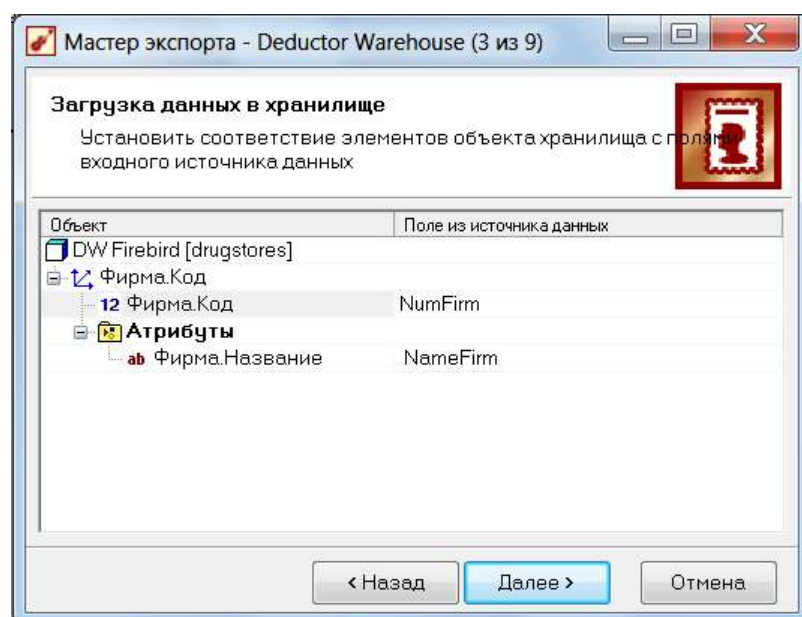 Мастер экспорта - Deductor Warehouse (3 из 9)
Загрузка данных в хранилище
Установить соответствие элементов объекта хранилища с полями
входного источника данных
Объект Поле из источника данных
DW Firebird [drugstores]
Фирма.Код
12 Фирма.Код NumFirm
Атрибуты
ab Фирма.Название NameFirm
< Назад Далее > Отмена